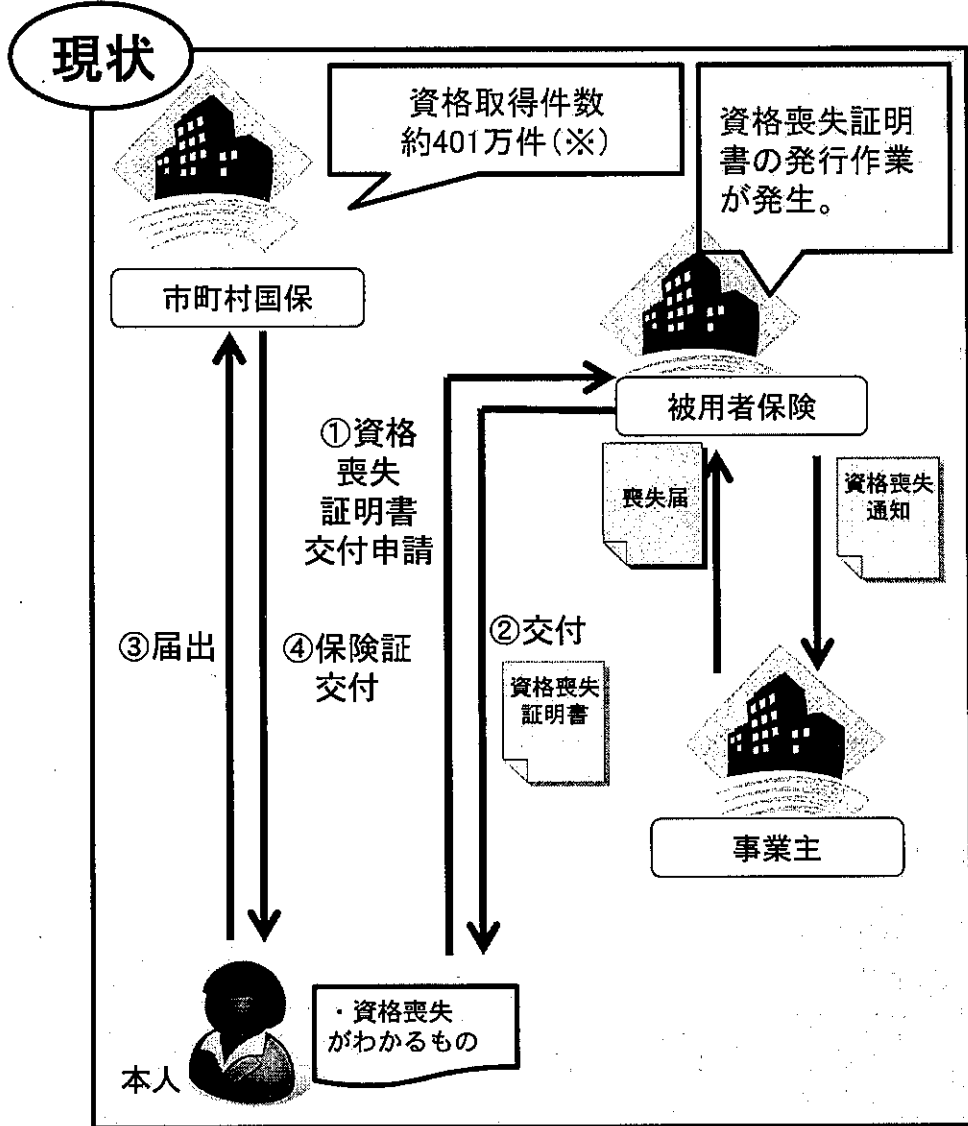 現状
資格取得件数
約401万件(※)
資格喪失証明
書の発行作業
が発生。
市町村国保
被用者保険
①資格
喪失
証明書
交付申請
喪失届
資格喪失
通知
③届出
④保険証
交付
②交付
資格喪失
証明書
事業主
・資格喪失
がわかるもの
本人